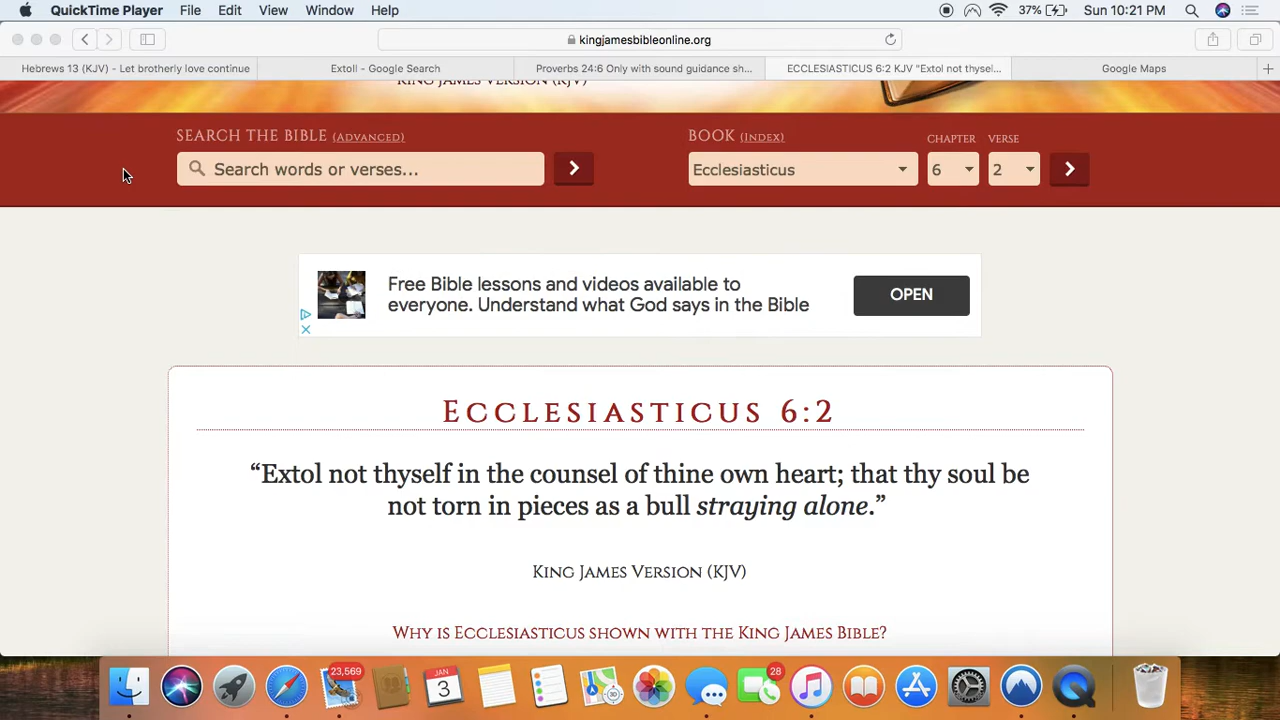 QuickTime Player File Edit View Window Help 37% Sun 10:21 PM
kingjamesbibleonline.org
Hebrews 13 (KJV) - Let brotherly love continue Extoll - Google Search Proverbs 24:6 Only with sound guidance sh... ECCLESIASTICUS 6:2 KJV "Extol not thysel... Google Maps
KING JAMES VERSION (KJV)
SEARCH THE BIBLE (ADVANCED) BOOK (INDEX) CHAPTER VERSE
Search words or verses... Ecclesiasticus 6 2
Free Bible lessons and videos available to
everyone. Understand what God says in the Bible
OPEN
ECCLESIASTICUS 6:2
“Extol not thyself in the counsel of thine own heart; that thy soul be
not torn in pieces as a bull straying alone.”
KING JAMES VERSION (KJV)
WHY IS ECCLESIASTICUS SHOWN WITH THE KING JAMES BIBLE?
23,569 JAN 3 28